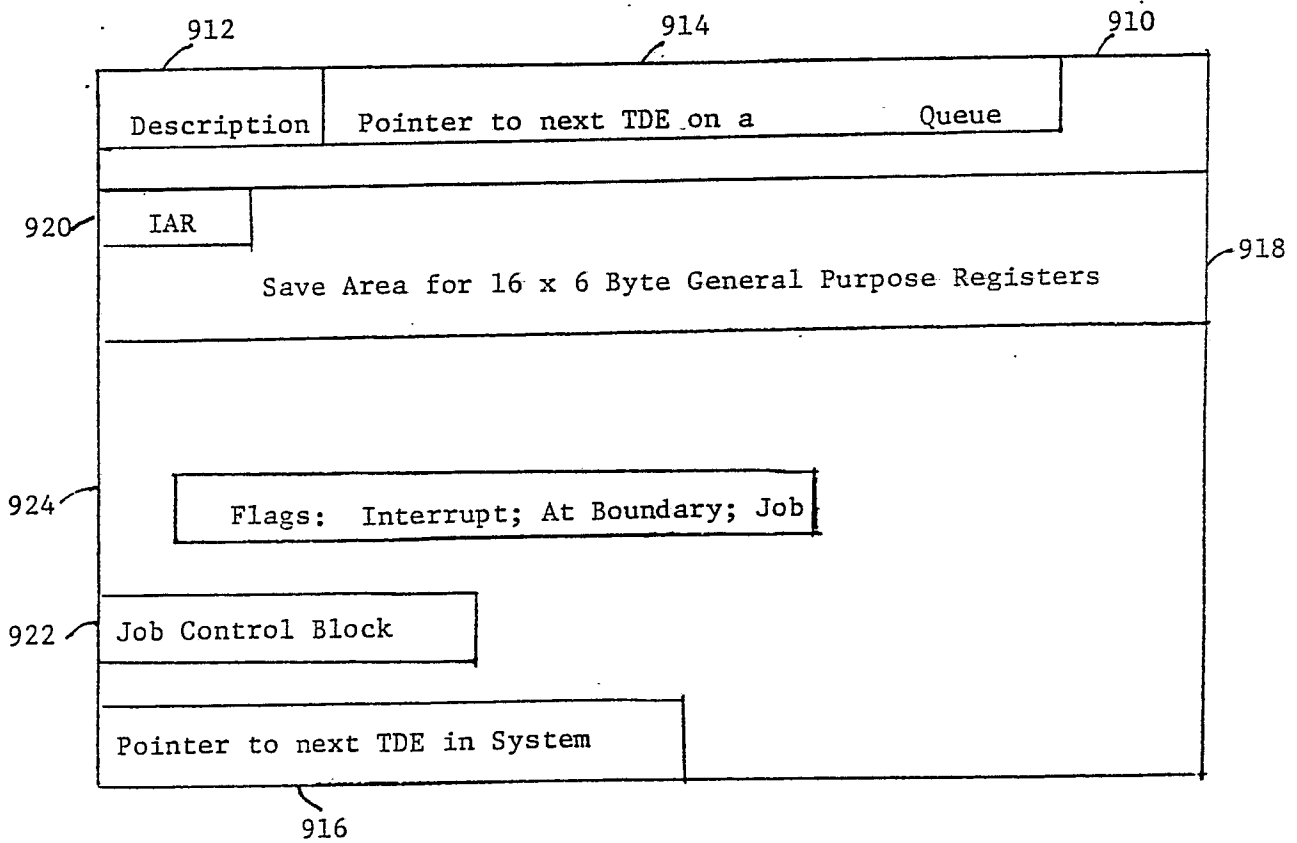 912
914
910
Description
Pointer to next TDE on a Queue
920
IAR
918
Save Area for 16 x 6 Byte General Purpose Registers
924
Flags: Interrupt; At Boundary; Job
922
Job Control Block
Pointer to next TDE in System
916